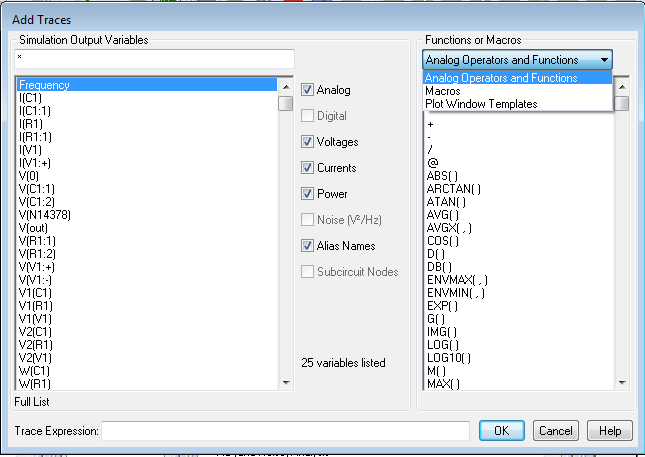 Add Traces
Simulation Output Variables
*
Frequency
I(C1)
I(C1:1)
I(R1)
I(R1:1)
I(V1)
I(V1:+)
V(0)
V(C1:1)
V(C1:2)
V(N14378)
V(out)
V(R1:1)
V(R1:2)
V(V1:+)
V(V1:-)
V1(C1)
V1(R1)
V1(V1)
V2(C1)
V2(R1)
V2(V1)
W(C1)
W(R1)
Full List
Analog
Digital
Voltages
Currents
Power
Noise (V²/Hz)
Alias Names
Subcircuit Nodes
25 variables listed
Functions or Macros
Analog Operators and Functions
Analog Operators and Functions
Macros
Plot Window Templates
+
-
/
@
ABS( )
ARCTAN( )
ATAN( )
AVG( )
AVGX( , )
COS( )
D( )
DB( )
ENVMAX( , )
ENVMIN( , )
EXP( )
G( )
IMG( )
LOG( )
LOG10( )
M( )
MAX( )
Trace Expression:
OK
Cancel
Help